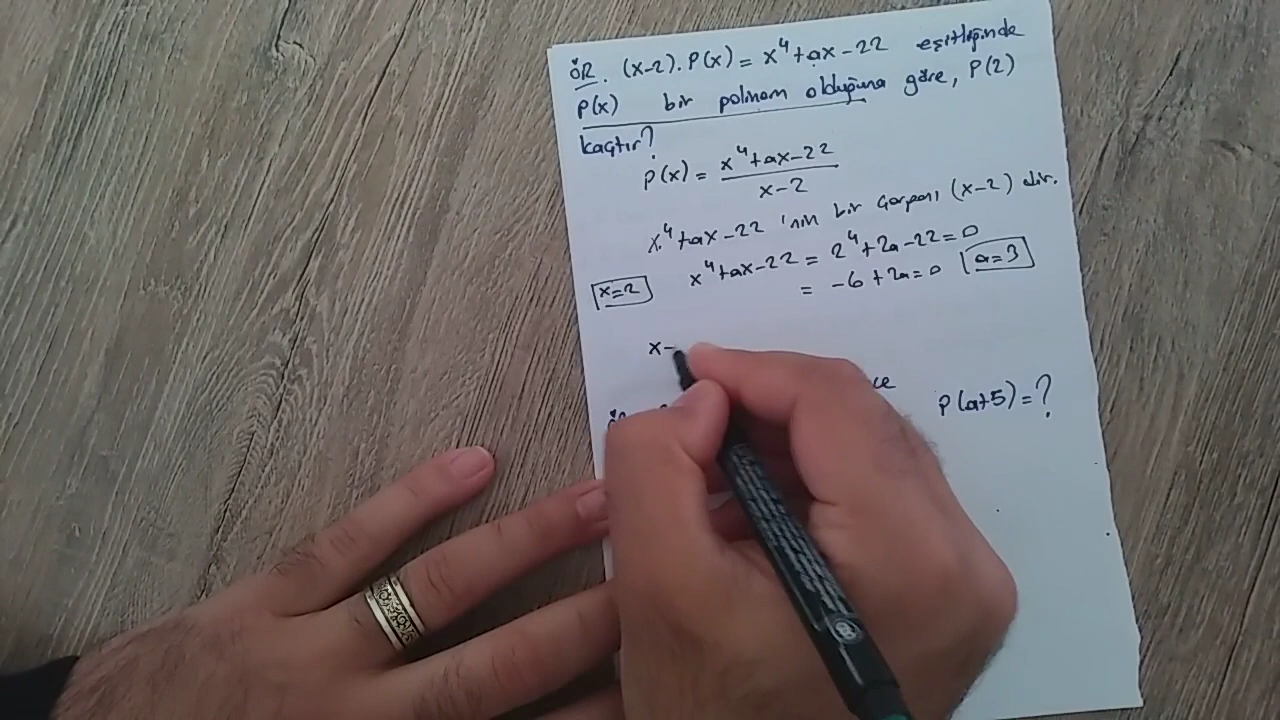 ÖR. (x-2). P(x) = x⁴+ax-22 eşitliğinde
P(x) bir polinom olduğuna göre, P(2)
kaçtır?
P(x) = x⁴+ax-22 / x-2
x⁴+ax-22 'nin bir çarpanı (x-2) dir.
x⁴+ax-22 = 2⁴+2a-22=0
x=2
= -6+2a=0 a=3
x-
P(a+5)=?